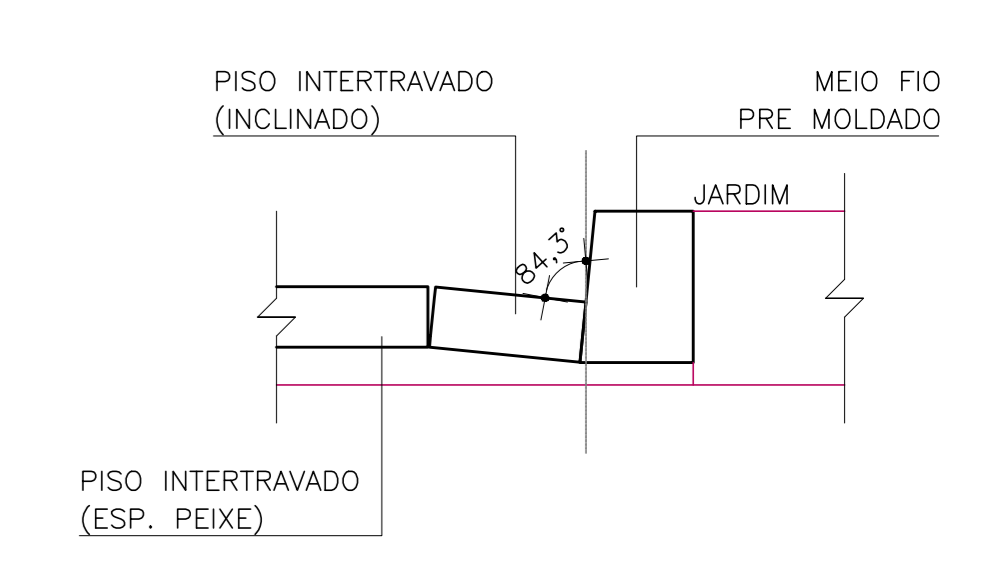 PISO INTERTRAVADO
(INCLINADO)
MEIO FIO
PRE MOLDADO
JARDIM
84,3°
PISO INTERTRAVADO
(ESP. PEIXE)